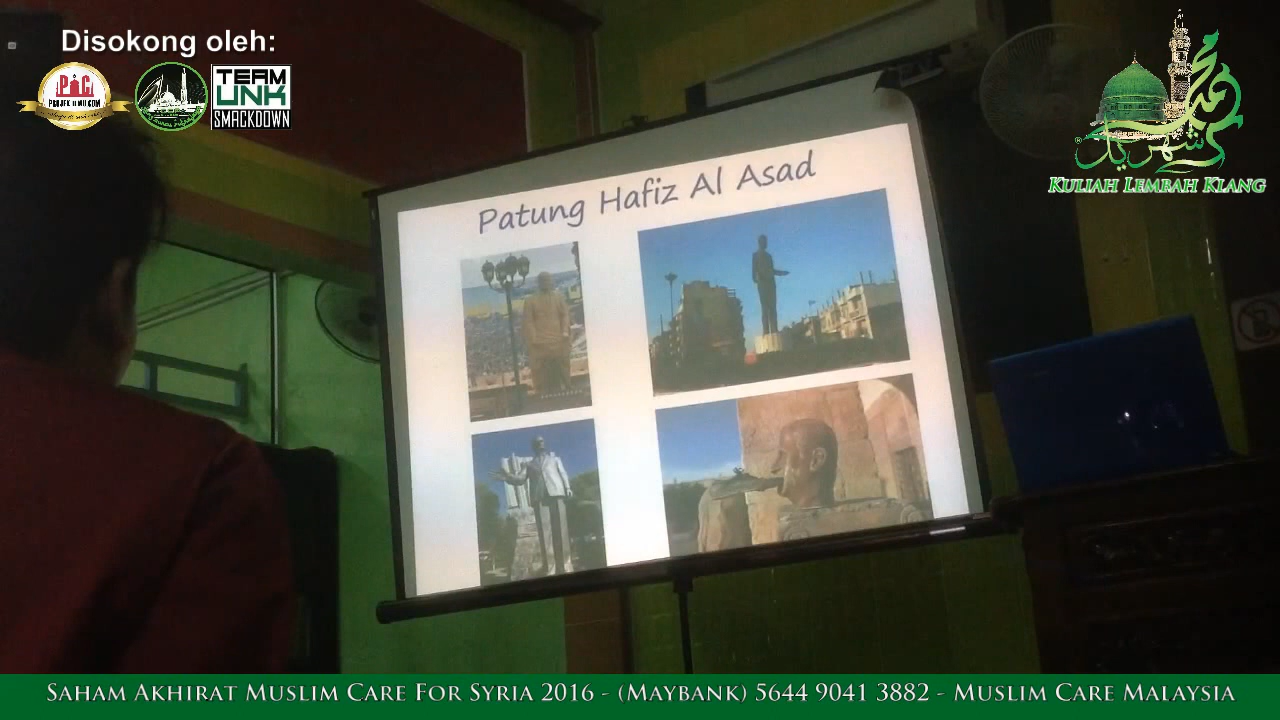 Disokong oleh:
TEAM
UNK
SMACKDOWN
KULIAH LEMBAH KLANG
Patung Hafiz Al Asad
SAHAM AKHIRAT MUSLIM CARE FOR SYRIA 2016 - (MAYBANK) 5644 9041 3882 - MUSLIM CARE MALAYSIA